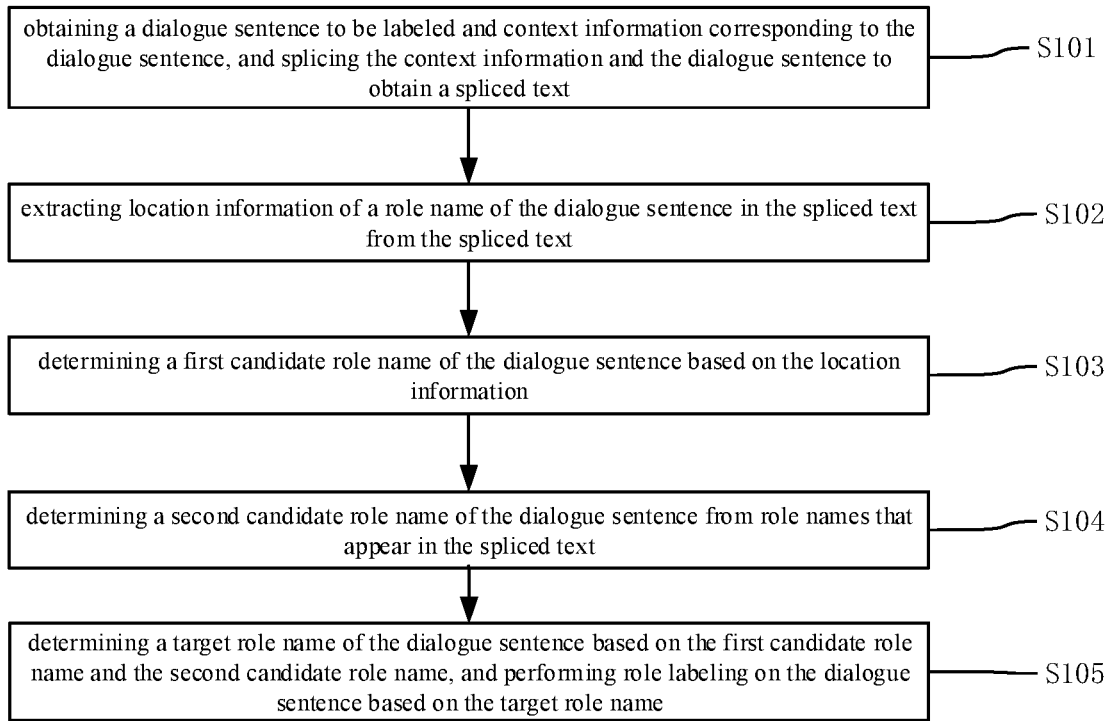 obtaining a dialogue sentence to be labeled and context information corresponding to the
dialogue sentence, and splicing the context information and the dialogue sentence to
obtain a spliced text
S101
extracting location information of a role name of the dialogue sentence in the spliced text
from the spliced text
S102
determining a first candidate role name of the dialogue sentence based on the location
information
S103
determining a second candidate role name of the dialogue sentence from role names that
appear in the spliced text
S104
determining a target role name of the dialogue sentence based on the first candidate role
name and the second candidate role name, and performing role labeling on the dialogue
sentence based on the target role name
S105